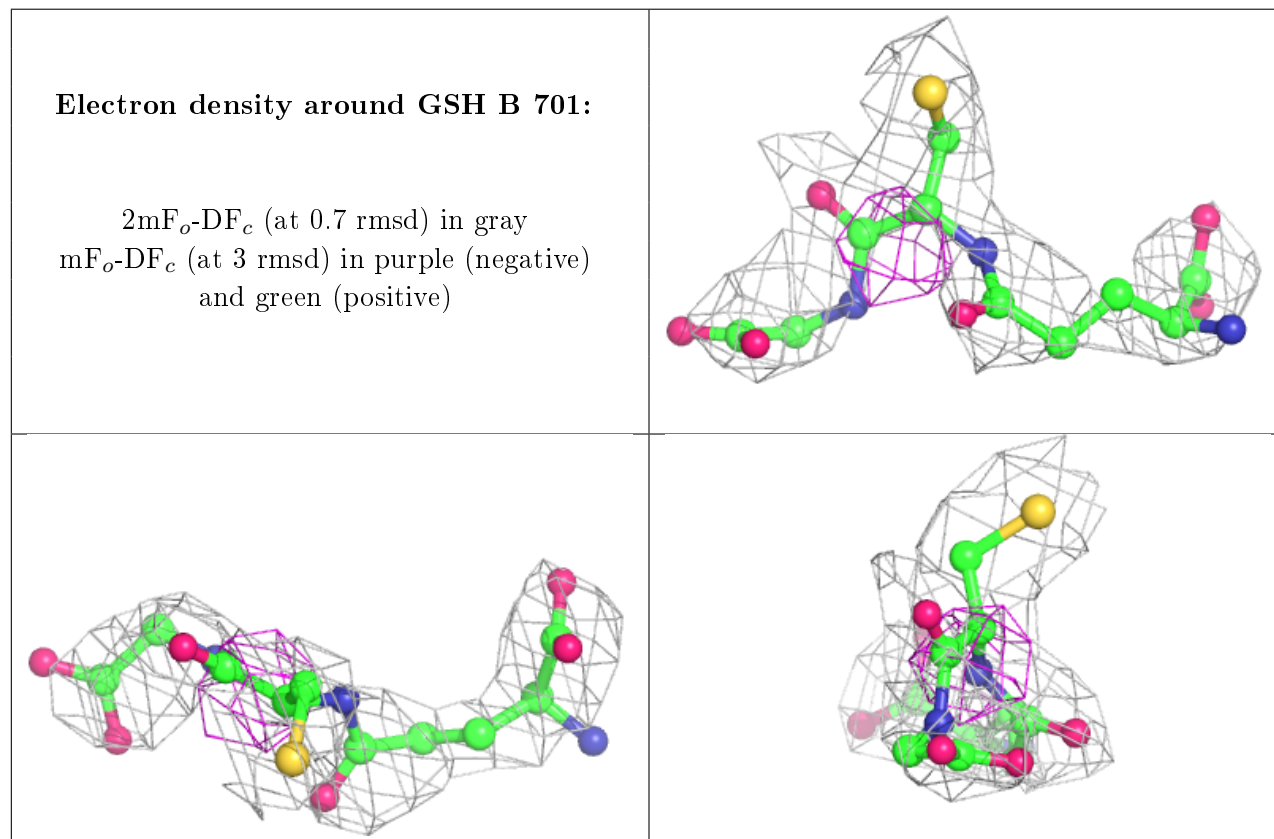 Electron density around GSH B 701:
2mFo-DFc (at 0.7 rmsd) in gray
mFo-DFc (at 3 rmsd) in purple (negative)
and green (positive)